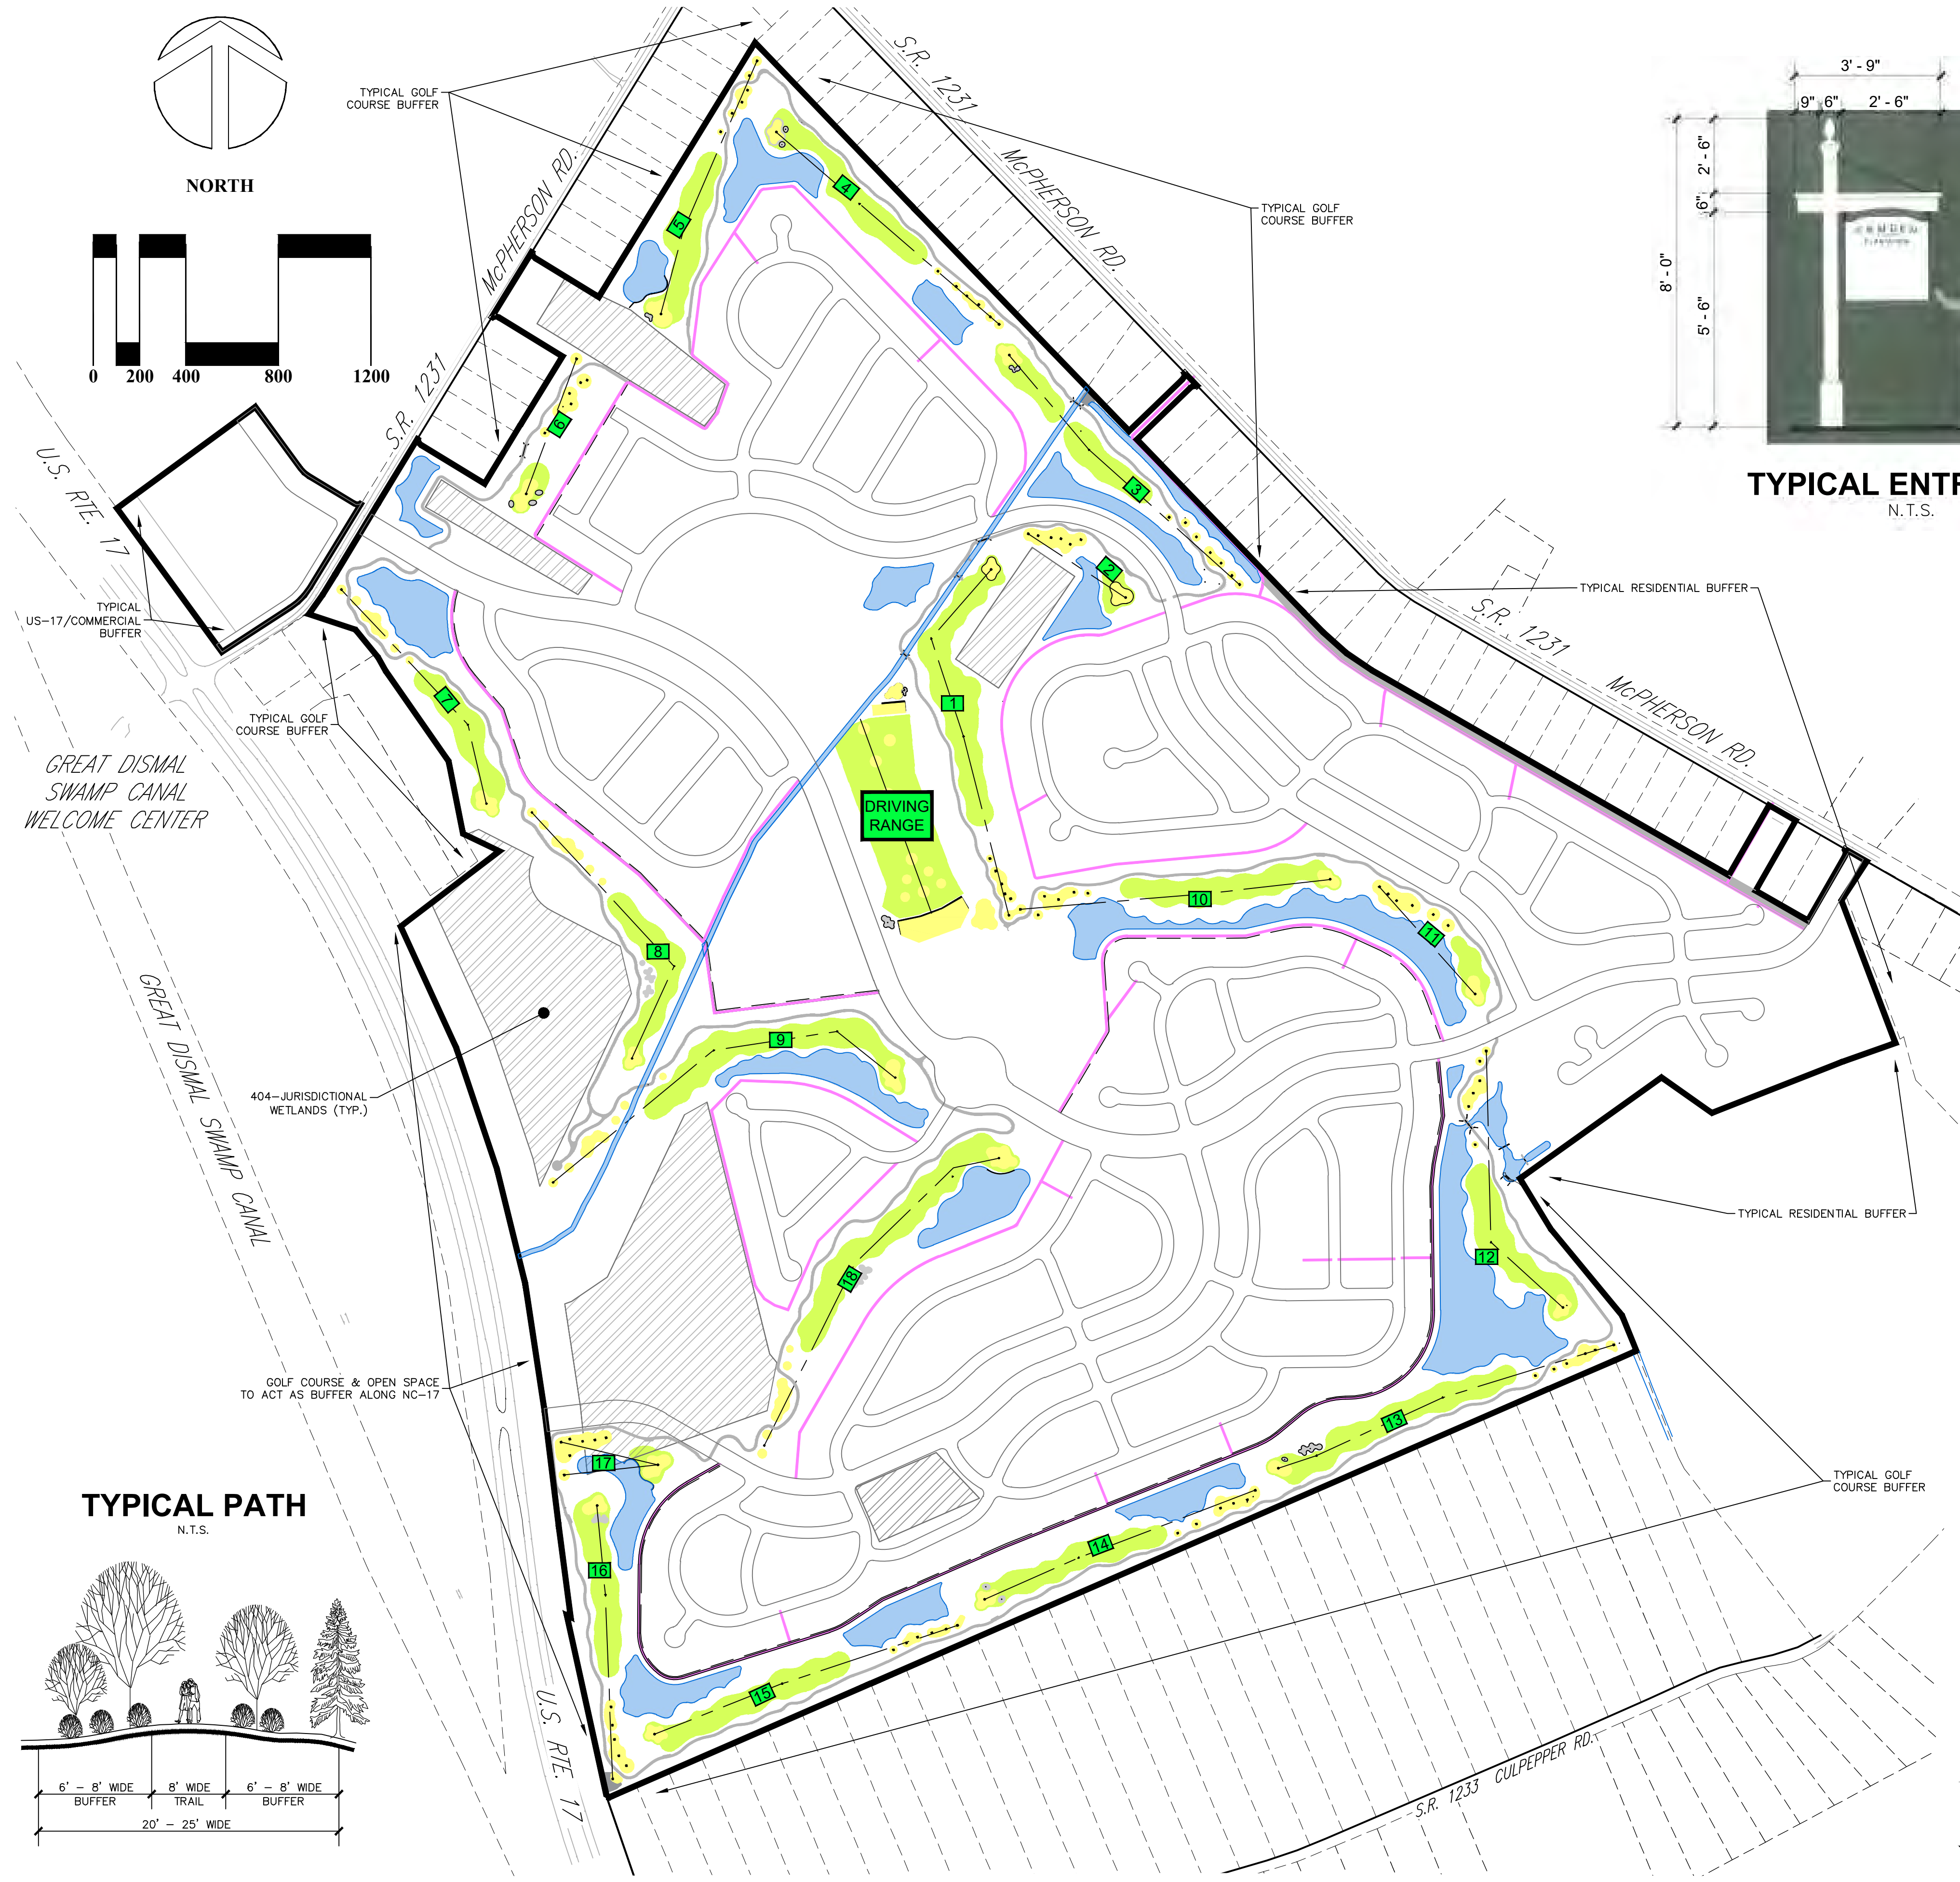 NORTH
0 200 400 800 1200
TYPICAL GOLF
COURSE BUFFER
S.R. 1231
McPHERSON RD.
TYPICAL GOLF
COURSE BUFFER
McPHERSON RD.
S.R. 1231
3' - 9"
9" 6" 2' - 6"
2' - 6"
6"
8' - 0"
5' - 6"
CAMDEN
PLANTATION
TYPICAL ENTR
N.T.S.
U.S. RTE. 17
TYPICAL
US-17/COMMERCIAL
BUFFER
TYPICAL GOLF
COURSE BUFFER
GREAT DISMAL
SWAMP CANAL
WELCOME CENTER
TYPICAL RESIDENTIAL BUFFER
S.R. 1231
McPHERSON RD.
5
4
6
3
2
1
7
DRIVING
RANGE
10
11
8
9
12
18
13
17
14
16
15
GREAT DISMAL SWAMP CANAL
404-JURISDICTIONAL
WETLANDS (TYP.)
TYPICAL RESIDENTIAL BUFFER
GOLF COURSE & OPEN SPACE
TO ACT AS BUFFER ALONG NC-17
TYPICAL GOLF
COURSE BUFFER
TYPICAL PATH
N.T.S.
6' - 8' WIDE
BUFFER
8' WIDE
TRAIL
6' - 8' WIDE
BUFFER
20' - 25' WIDE
U.S. RTE. 17
S.R. 1233 CULPEPPER RD.